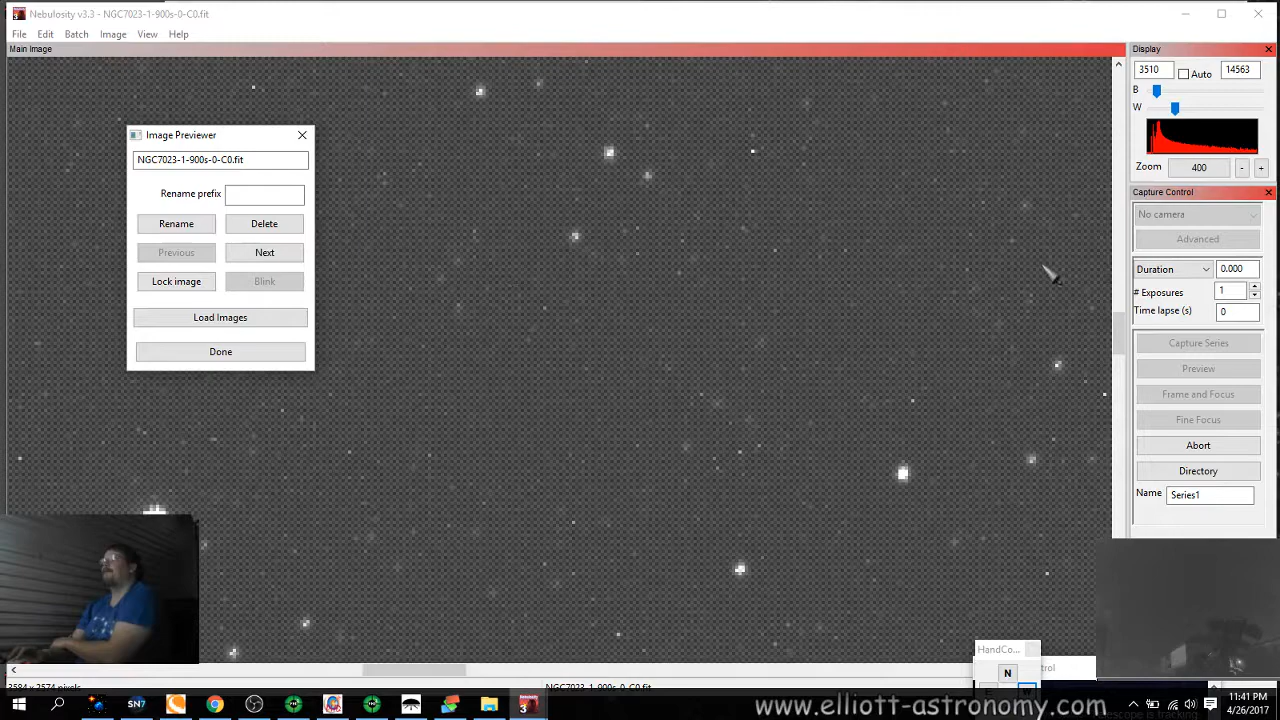 Nebulosity v3.3 - NGC7023-1-900s-0-C0.fit
File Edit Batch Image View Help
Main Image
Display
3510 Auto 14563
B
W
Zoom 400 - +
Image Previewer
NGC7023-1-900s-0-C0.fit
Rename prefix
Rename Delete
Previous Next
Lock image Blink
Load Images
Done
Capture Control
No camera
Advanced
Duration 0.000
# Exposures 1
Time lapse (s) 0
Capture Series
Preview
Frame and Focus
Fine Focus
Abort
Directory
Name Series1
HandCo...
N
E W
SN7
www.elliott-astronomy.com
11:41 PM
4/26/2017